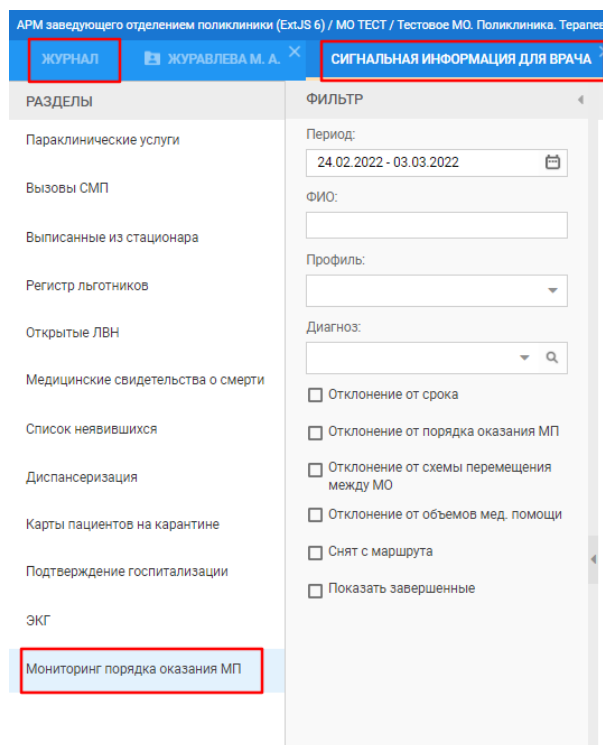 АРМ заведующего отделением поликлиники (ExtJS 6) / МО ТЕСТ / Тестовое МО. Поликлиника.
ЖУРНАЛ ЖУРАВЛЕВА М. А. СИГНАЛЬНАЯ ИНФОРМАЦИЯ ДЛЯ ВРАЧА
РАЗДЕЛЫ
Параклинические услуги
Вызовы СМП
Выписанные из стационара
Регистр льготников
Открытые ЛВН
Медицинские свидетельства о смерти
Список неявившихся
Диспансеризация
Карты пациентов на карантине
Подтверждение госпитализации
ЭКГ
Мониторинг порядка оказания МП
ФИЛЬТР
Период:
24.02.2022 - 03.03.2022
ФИО:
Профиль:
Диагноз:
Отклонение от срока
Отклонение от порядка оказания МП
Отклонение от схемы перемещения
между МО
Отклонение от объемов мед. помощи
Снят с маршрута
Показать завершенные